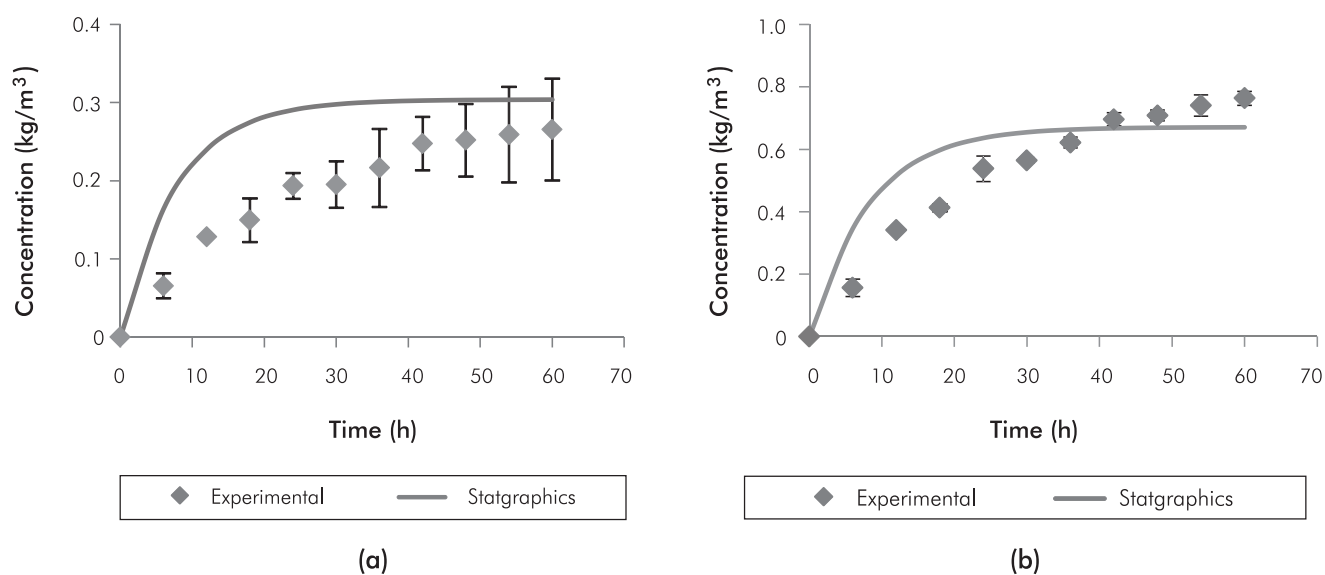 0.4
0.3
0.2
0.1
0
Concentration (kg/m³)
0 10 20 30 40 50 60 70
Time (h)
Experimental Statgraphics
(a)
1.0
0.8
0.6
0.4
0.2
0
Concentration (kg/m³)
0 10 20 30 40 50 60 70
Time (h)
Experimental Statgraphics
(b)